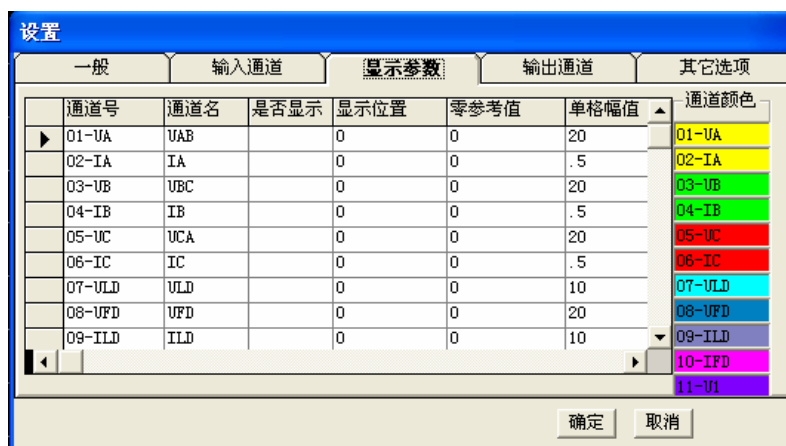 设置
一般 输入通道 显示参数 输出通道 其它选项
通道号 通道名 是否显示 显示位置 零参考值 单格幅值 通道颜色
01-UA UAB 0 0 20 01-UA
02-IA IA 0 0 .5 02-IA
03-UB UBC 0 0 20 03-UB
04-IB IB 0 0 .5 04-IB
05-UC UCA 0 0 20 05-UC
06-IC IC 0 0 .5 06-IC
07-ULD ULD 0 0 10 07-ULD
08-UFD UFD 0 0 20 08-UFD
09-ILD ILD 0 0 10 09-ILD
10-IFD
11-U1
确定 取消